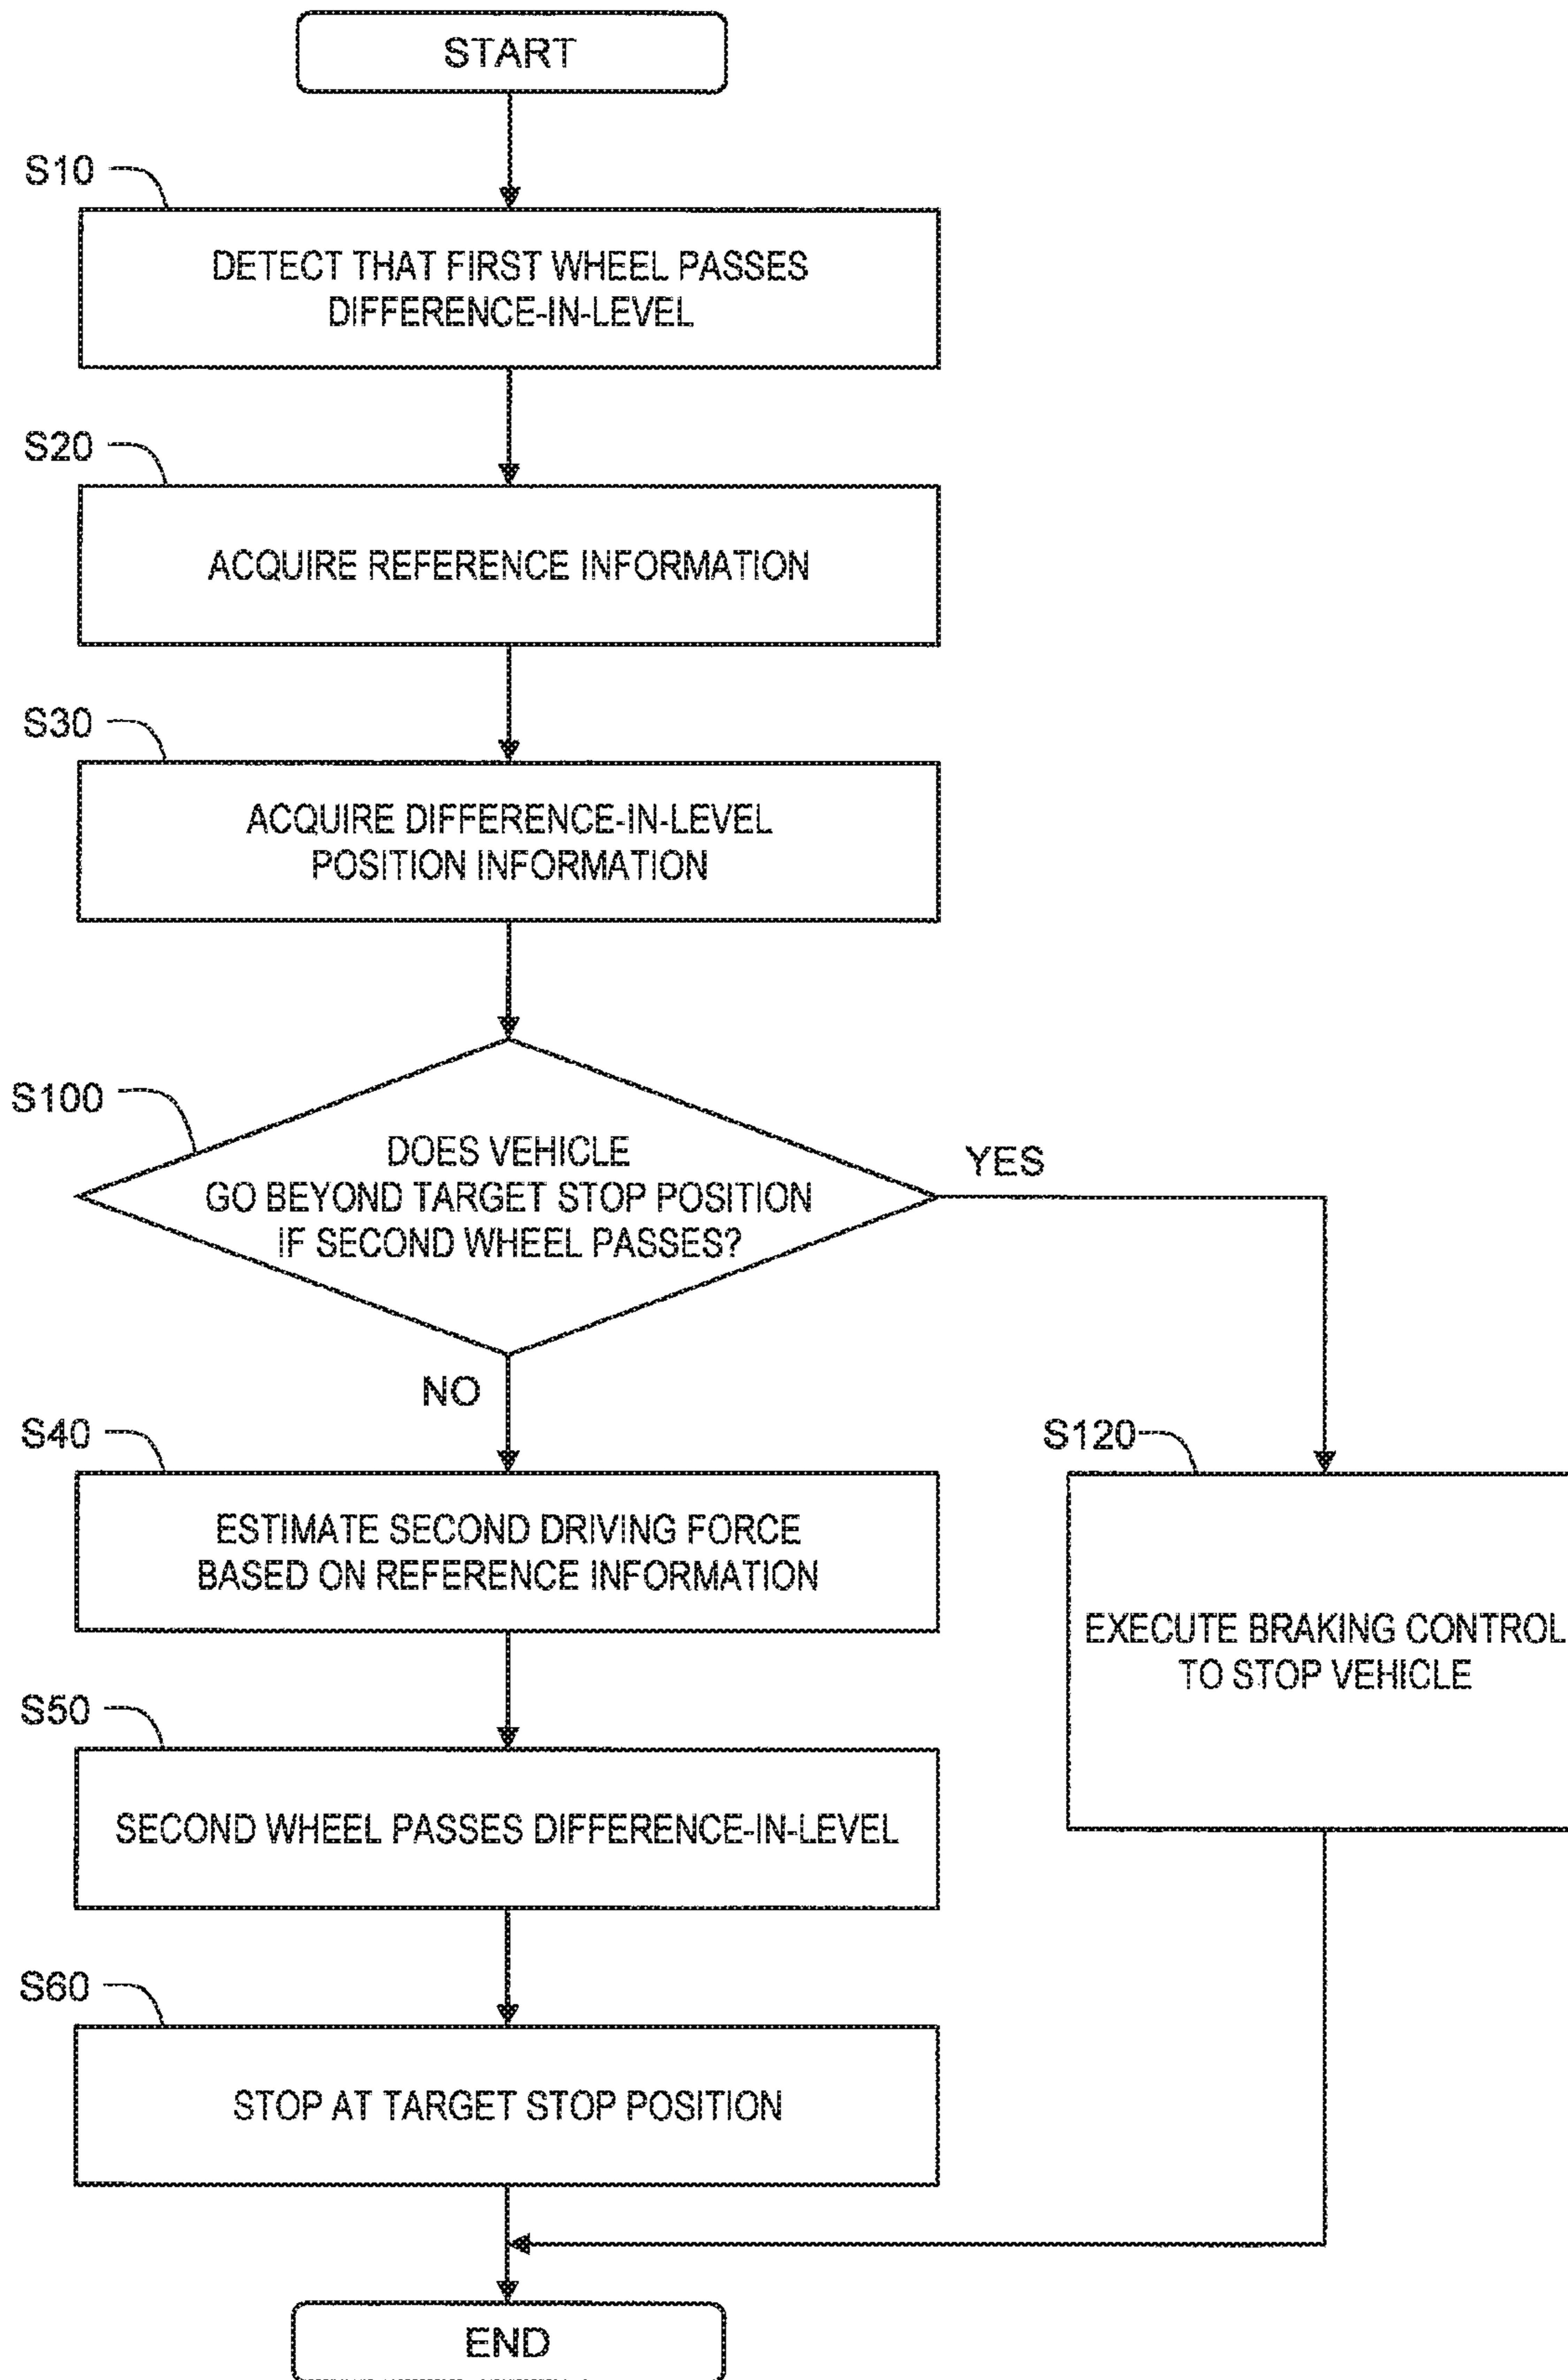 START
S10
DETECT THAT FIRST WHEEL PASSES
DIFFERENCE-IN-LEVEL
S20
ACQUIRE REFERENCE INFORMATION
S30
ACQUIRE DIFFERENCE-IN-LEVEL
POSITION INFORMATION
S100
DOES VEHICLE
GO BEYOND TARGET STOP POSITION
IF SECOND WHEEL PASSES?
YES
NO
S40
ESTIMATE SECOND DRIVING FORCE
BASED ON REFERENCE INFORMATION
S120
EXECUTE BRAKING CONTROL
TO STOP VEHICLE
S50
SECOND WHEEL PASSES DIFFERENCE-IN-LEVEL
S60
STOP AT TARGET STOP POSITION
END